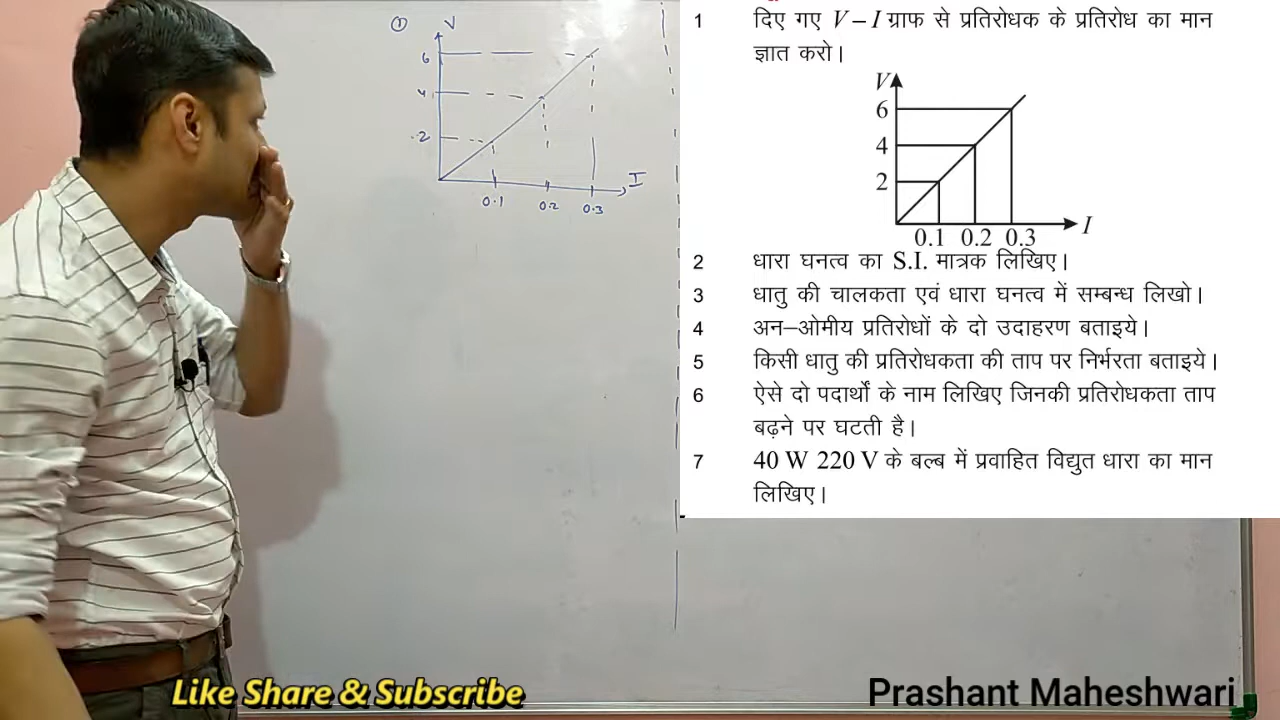 ① V
6
4
2
0.1 0.2 0.3 I
1 दिए गए V – I ग्राफ से प्रतिरोधक के प्रतिरोध का मान
ज्ञात करो।
V
6
4
2
0.1 0.2 0.3 I
2 धारा घनत्व का S.I. मात्रक लिखिए।
3 धातु की चालकता एवं धारा घनत्व में सम्बन्ध लिखो।
4 अन–ओमीय प्रतिरोधों के दो उदाहरण बताइये।
5 किसी धातु की प्रतिरोधकता की ताप पर निर्भरता बताइये।
6 ऐसे दो पदार्थों के नाम लिखिए जिनकी प्रतिरोधकता ताप
बढ़ने पर घटती है।
7 40 W 220 V के बल्ब में प्रवाहित विद्युत धारा का मान
लिखिए।
Like Share & Subscribe
Prashant Maheshwari